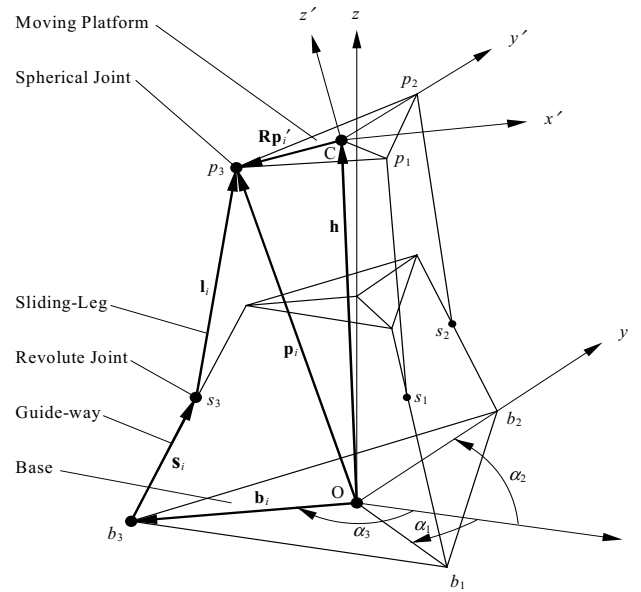 Moving Platform
z′
z
y′
Spherical Joint
p₂
x′
Rpᵢ′
C
p₁
p₃
h
lᵢ
Sliding-Leg
pᵢ
s₂
y
Revolute Joint
s₃
s₁
Guide-way
b₂
sᵢ
Base
bᵢ
O
α₂
α₃
α₁
b₃
b₁